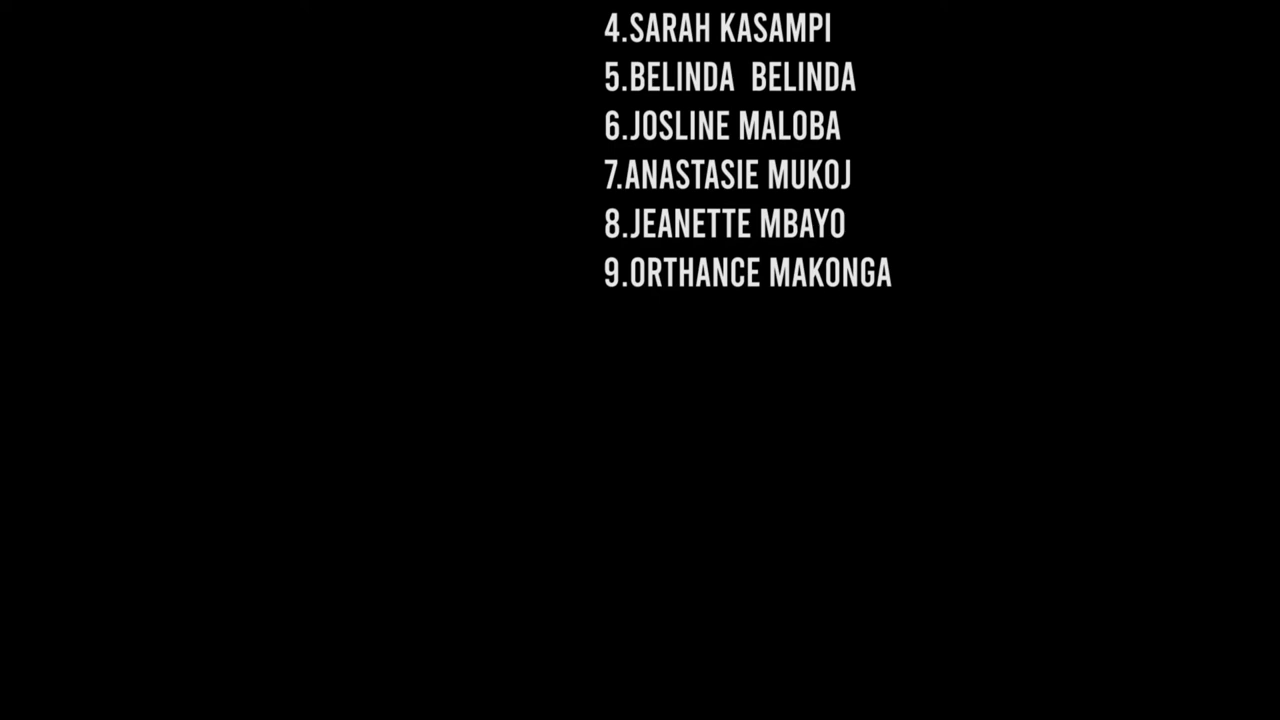 4.SARAH KASAMPI
5.BELINDA  BELINDA
6.JOSLINE MALOBA
7.ANASTASIE MUKOJ
8.JEANETTE MBAYO
9.ORTHANCE MAKONGA